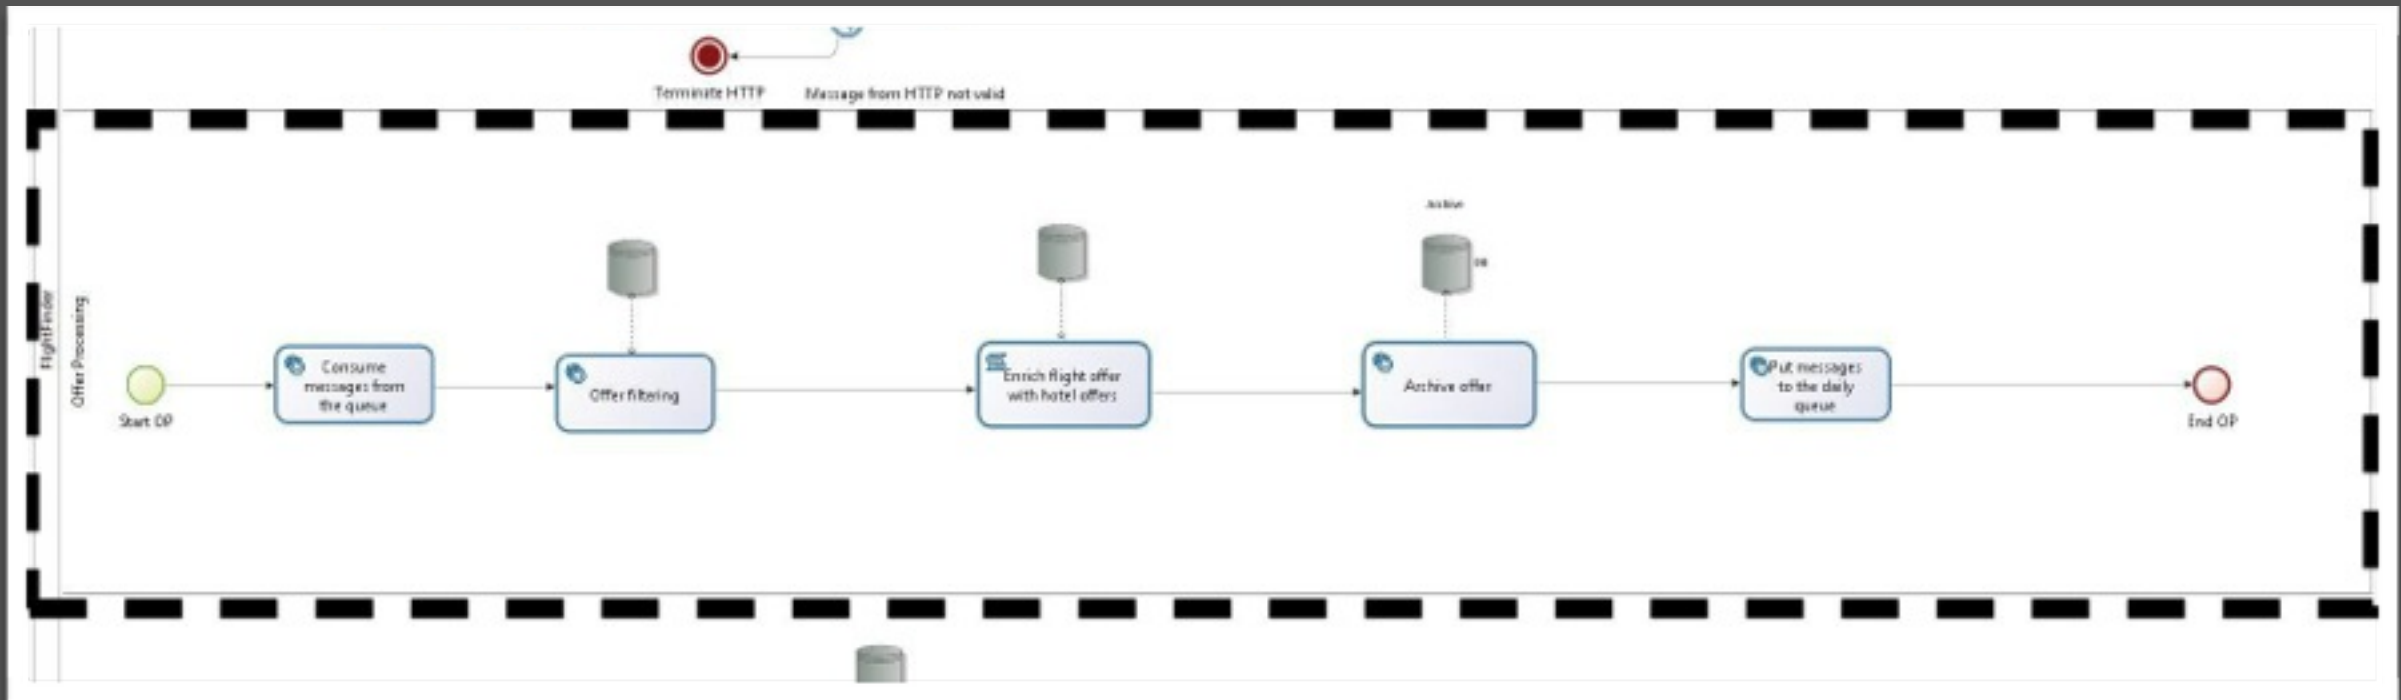 Terminate HTTP
Message from HTTP not valid
FlightFinder
Offer Processing
Start OP
Consume
messages from
the queue
Offer filtering
Enrich flight offer
with hotel offers
Archive
DB
Archive offer
Put messages
to the daily
queue
End OP